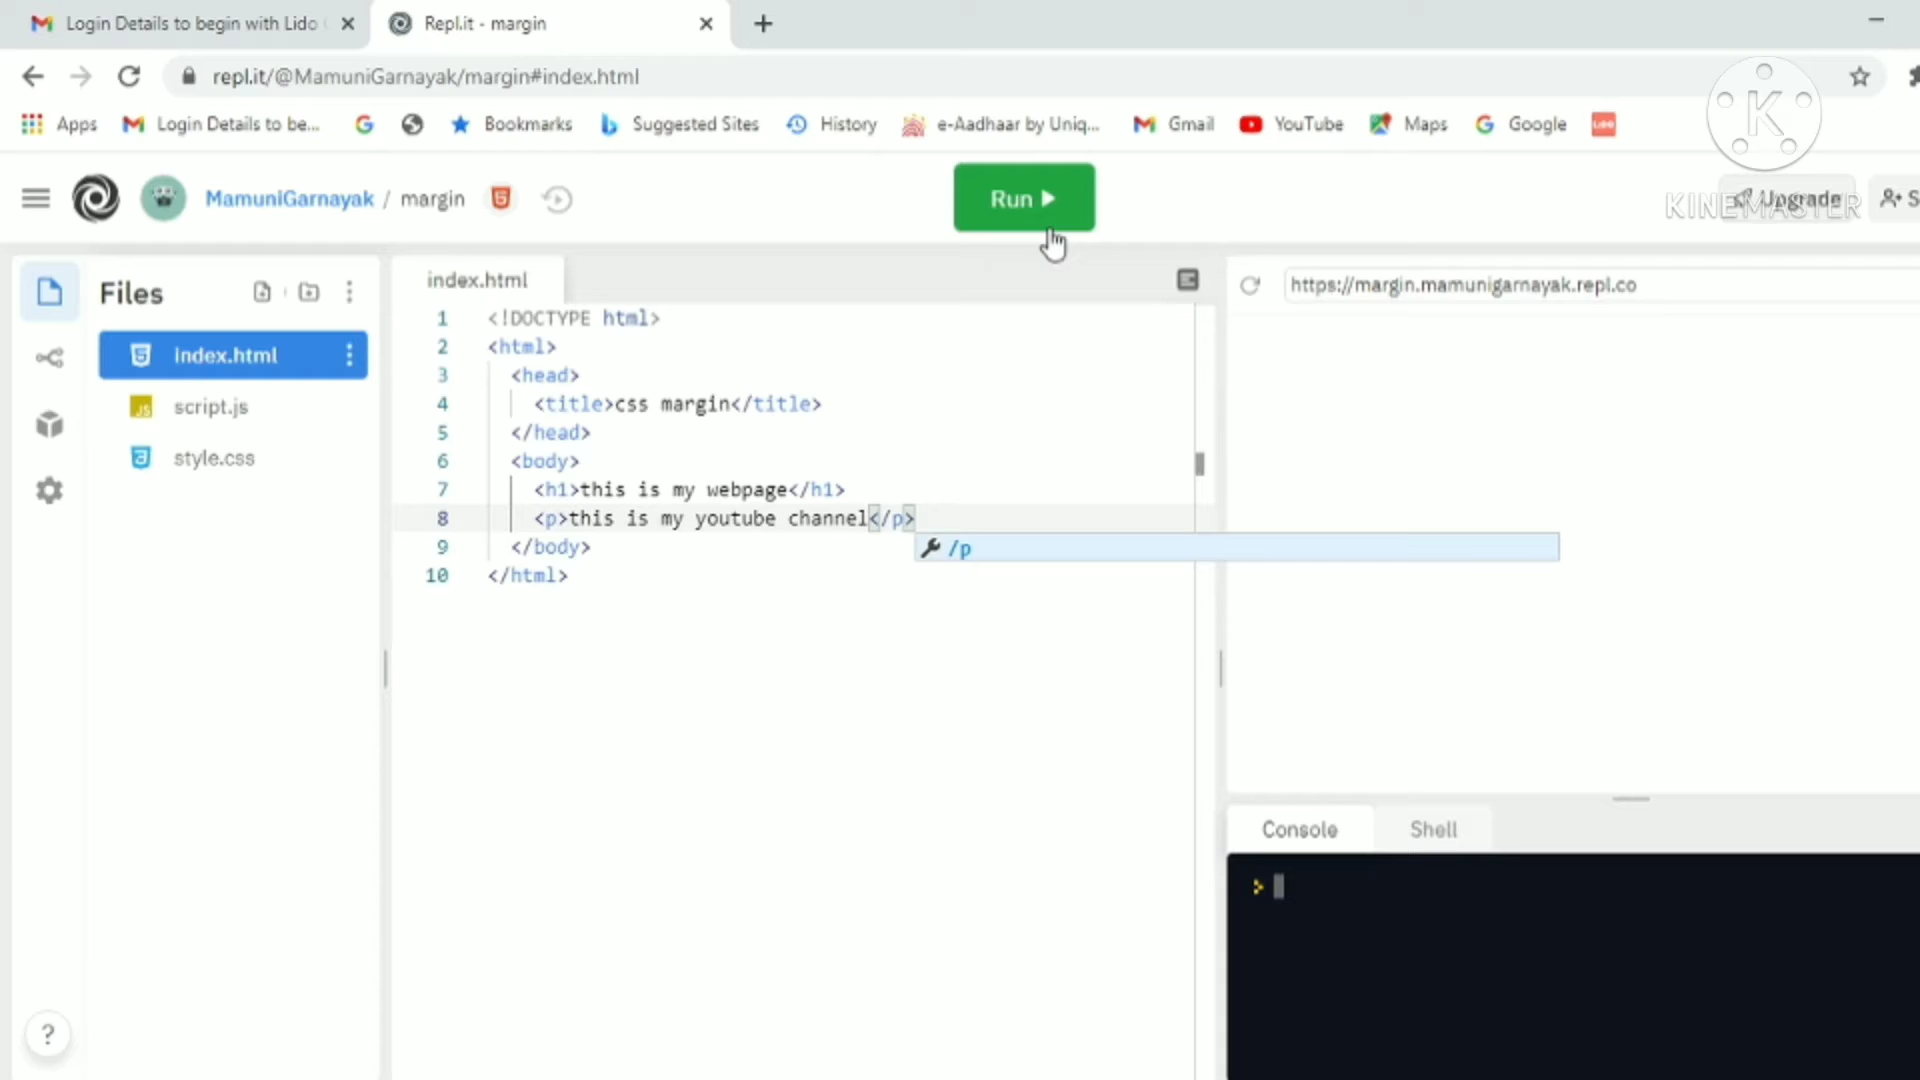 Login Details to begin with Lido
Repl.it - margin
repl.it/@MamuniGarnayak/margin#index.html
Apps
Login Details to be...
Bookmarks
Suggested Sites
History
e-Aadhaar by Uniq...
Gmail
YouTube
Maps
Google
LIDO
K
KINEMASTER
MamuniGarnayak / margin
Run
Upgrade
S
Files
index.html
script.js
style.css
index.html
1 <!DOCTYPE html>
2 <html>
3 <head>
4 <title>css margin</title>
5 </head>
6 <body>
7 <h1>this is my webpage</h1>
8 <p>this is my youtube channel</p>
/p
9 </body>
10 </html>
https://margin.mamunigarnayak.repl.co
Console
Shell
>
?